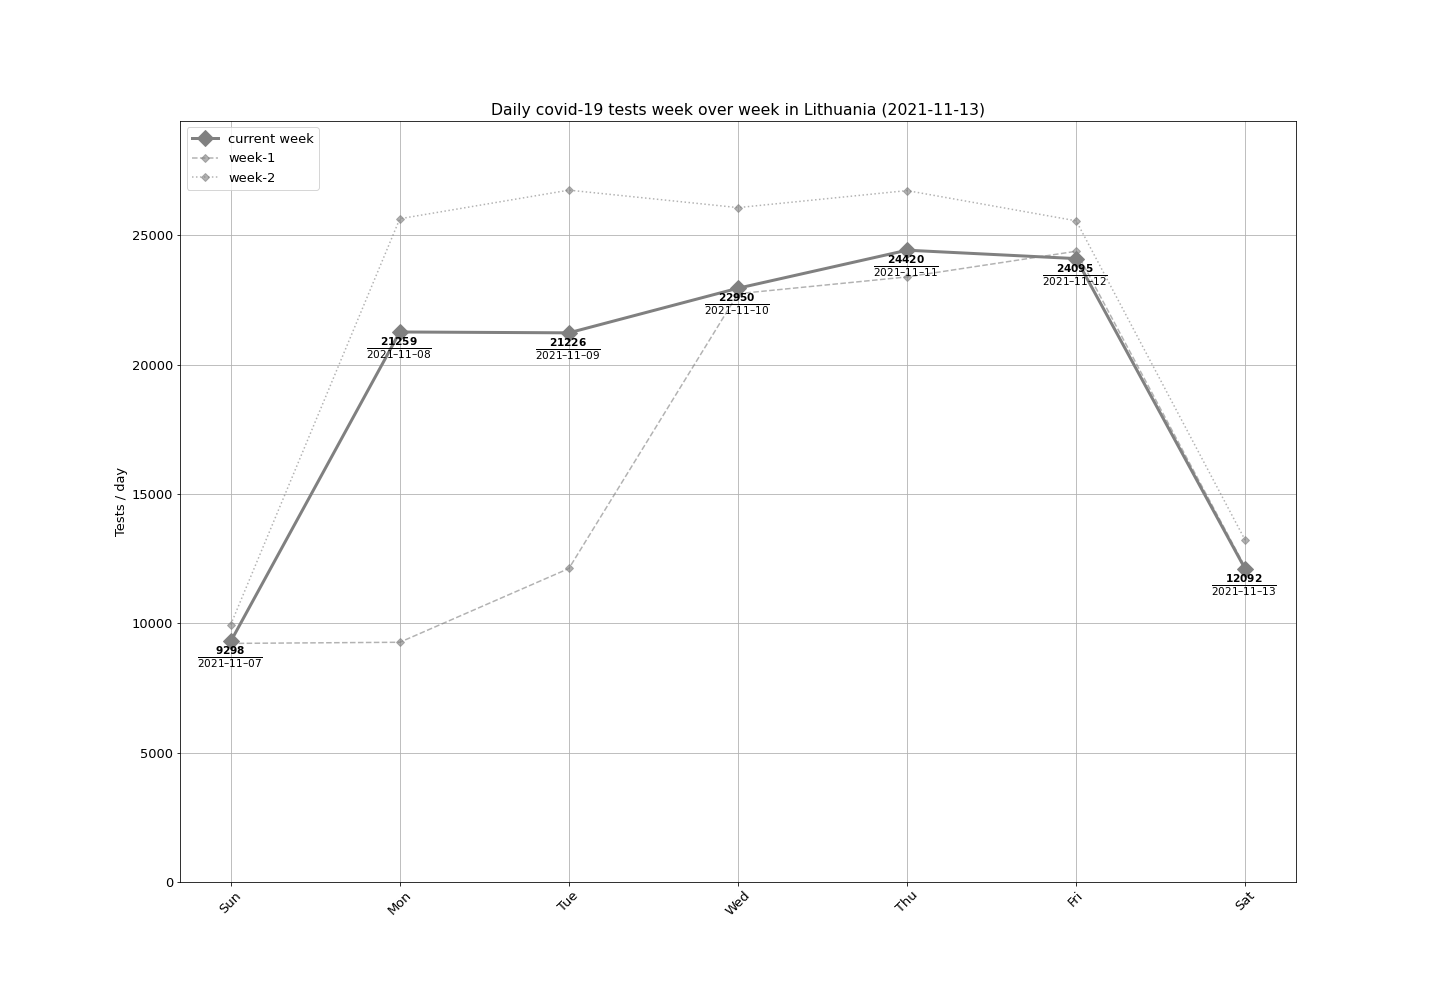 Daily covid-19 tests week over week in Lithuania (2021-11-13)
current week
week-1
week-2
25000
20000
15000
10000
5000
0
Tests / day
24420
2021–11–11
24095
2021–11–12
22950
2021–11–10
21259
2021–11–08
21226
2021–11–09
12092
2021–11–13
9298
2021–11–07
Sun
Mon
Tue
Wed
Thu
Fri
Sat